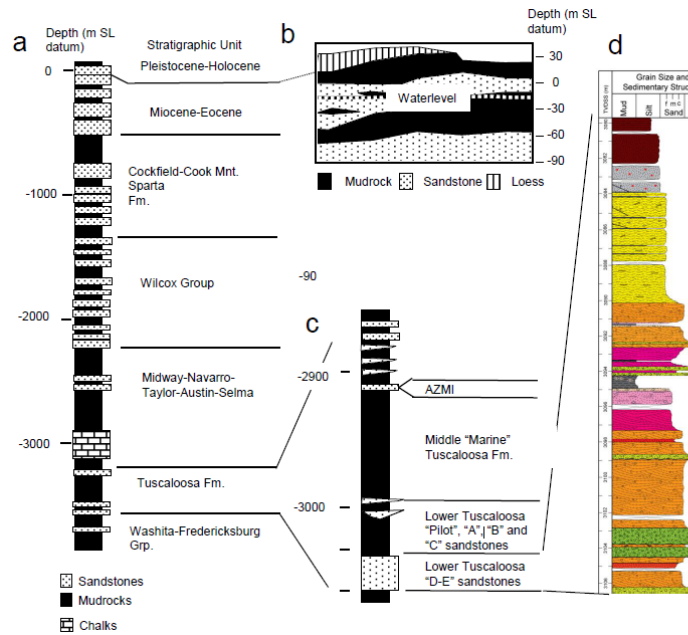 a
Depth (m SL
datum)
Stratigraphic Unit
Pleistocene-Holocene
0
Miocene-Eocene
Cockfield-Cook Mnt.
Sparta
Fm.
-1000
Wilcox Group
-2000
Midway-Navarro-
Taylor-Austin-Selma
-3000
Tuscaloosa Fm.
Washita-Fredericksburg
Grp.
Sandstones
Mudrocks
Chalks
b
Depth (m SL
datum)
30
0
-30
-60
-90
Waterlevel
Mudrock
Sandstone
Loess
-90
c
-2900
AZMI
Middle “Marine”
Tuscaloosa Fm.
-3000
Lower Tuscaloosa
“Pilot”, “A”,| “B” and
“C” sandstones
Lower Tuscaloosa
“D-E” sandstones
d
Grain Size and
Sedimentary Struc
TVDSS (m)
Mud
Silt
f m c
Sand